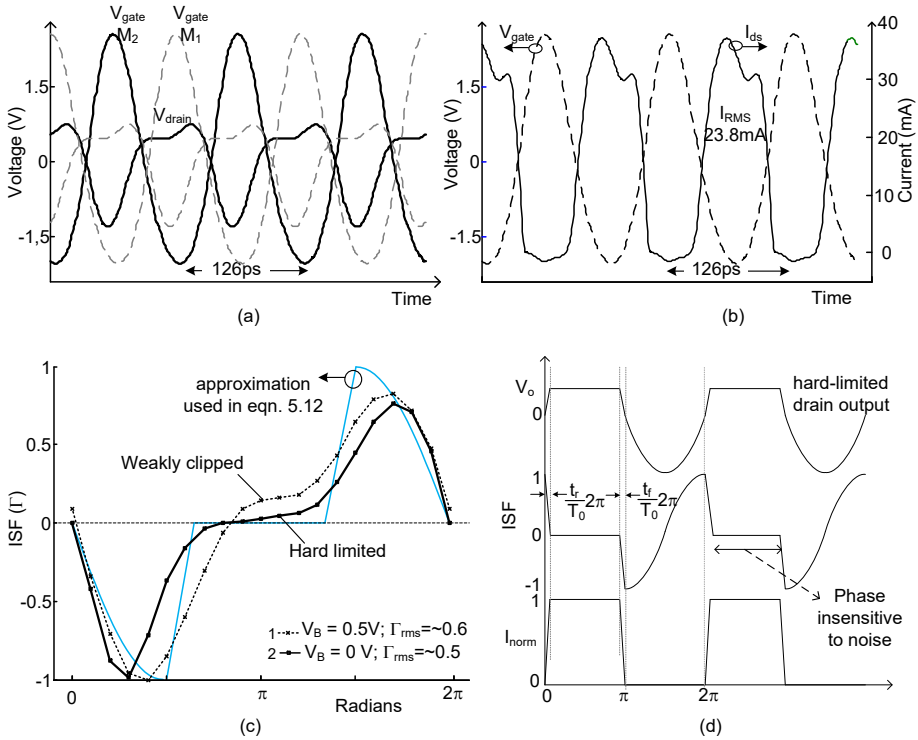 V_gate M_2
V_gate M_1
V_drain
Voltage (V)
1.5
0
-1.5
126ps
Time
(a)
V_gate
I_ds
I_RMS
23.8mA
Voltage (V)
1.5
0
-1.5
Current (mA)
40
30
20
10
0
126ps
Time
(b)
approximation
used in eqn. 5.12
Weakly clipped
Hard limited
ISF (Γ)
1
0.5
0
-0.5
-1
1 V_B = 0.5V; Γ_rms=~0.6
2 V_B = 0 V; Γ_rms=~0.5
0
π
2π
Radians
(c)
hard-limited
drain output
V_o
0
ISF
1
0
-1
t_r/T_0 2π
t_f/T_0 2π
Phase
insensitive
to noise
I_norm
1
0
0
π
2π
(d)